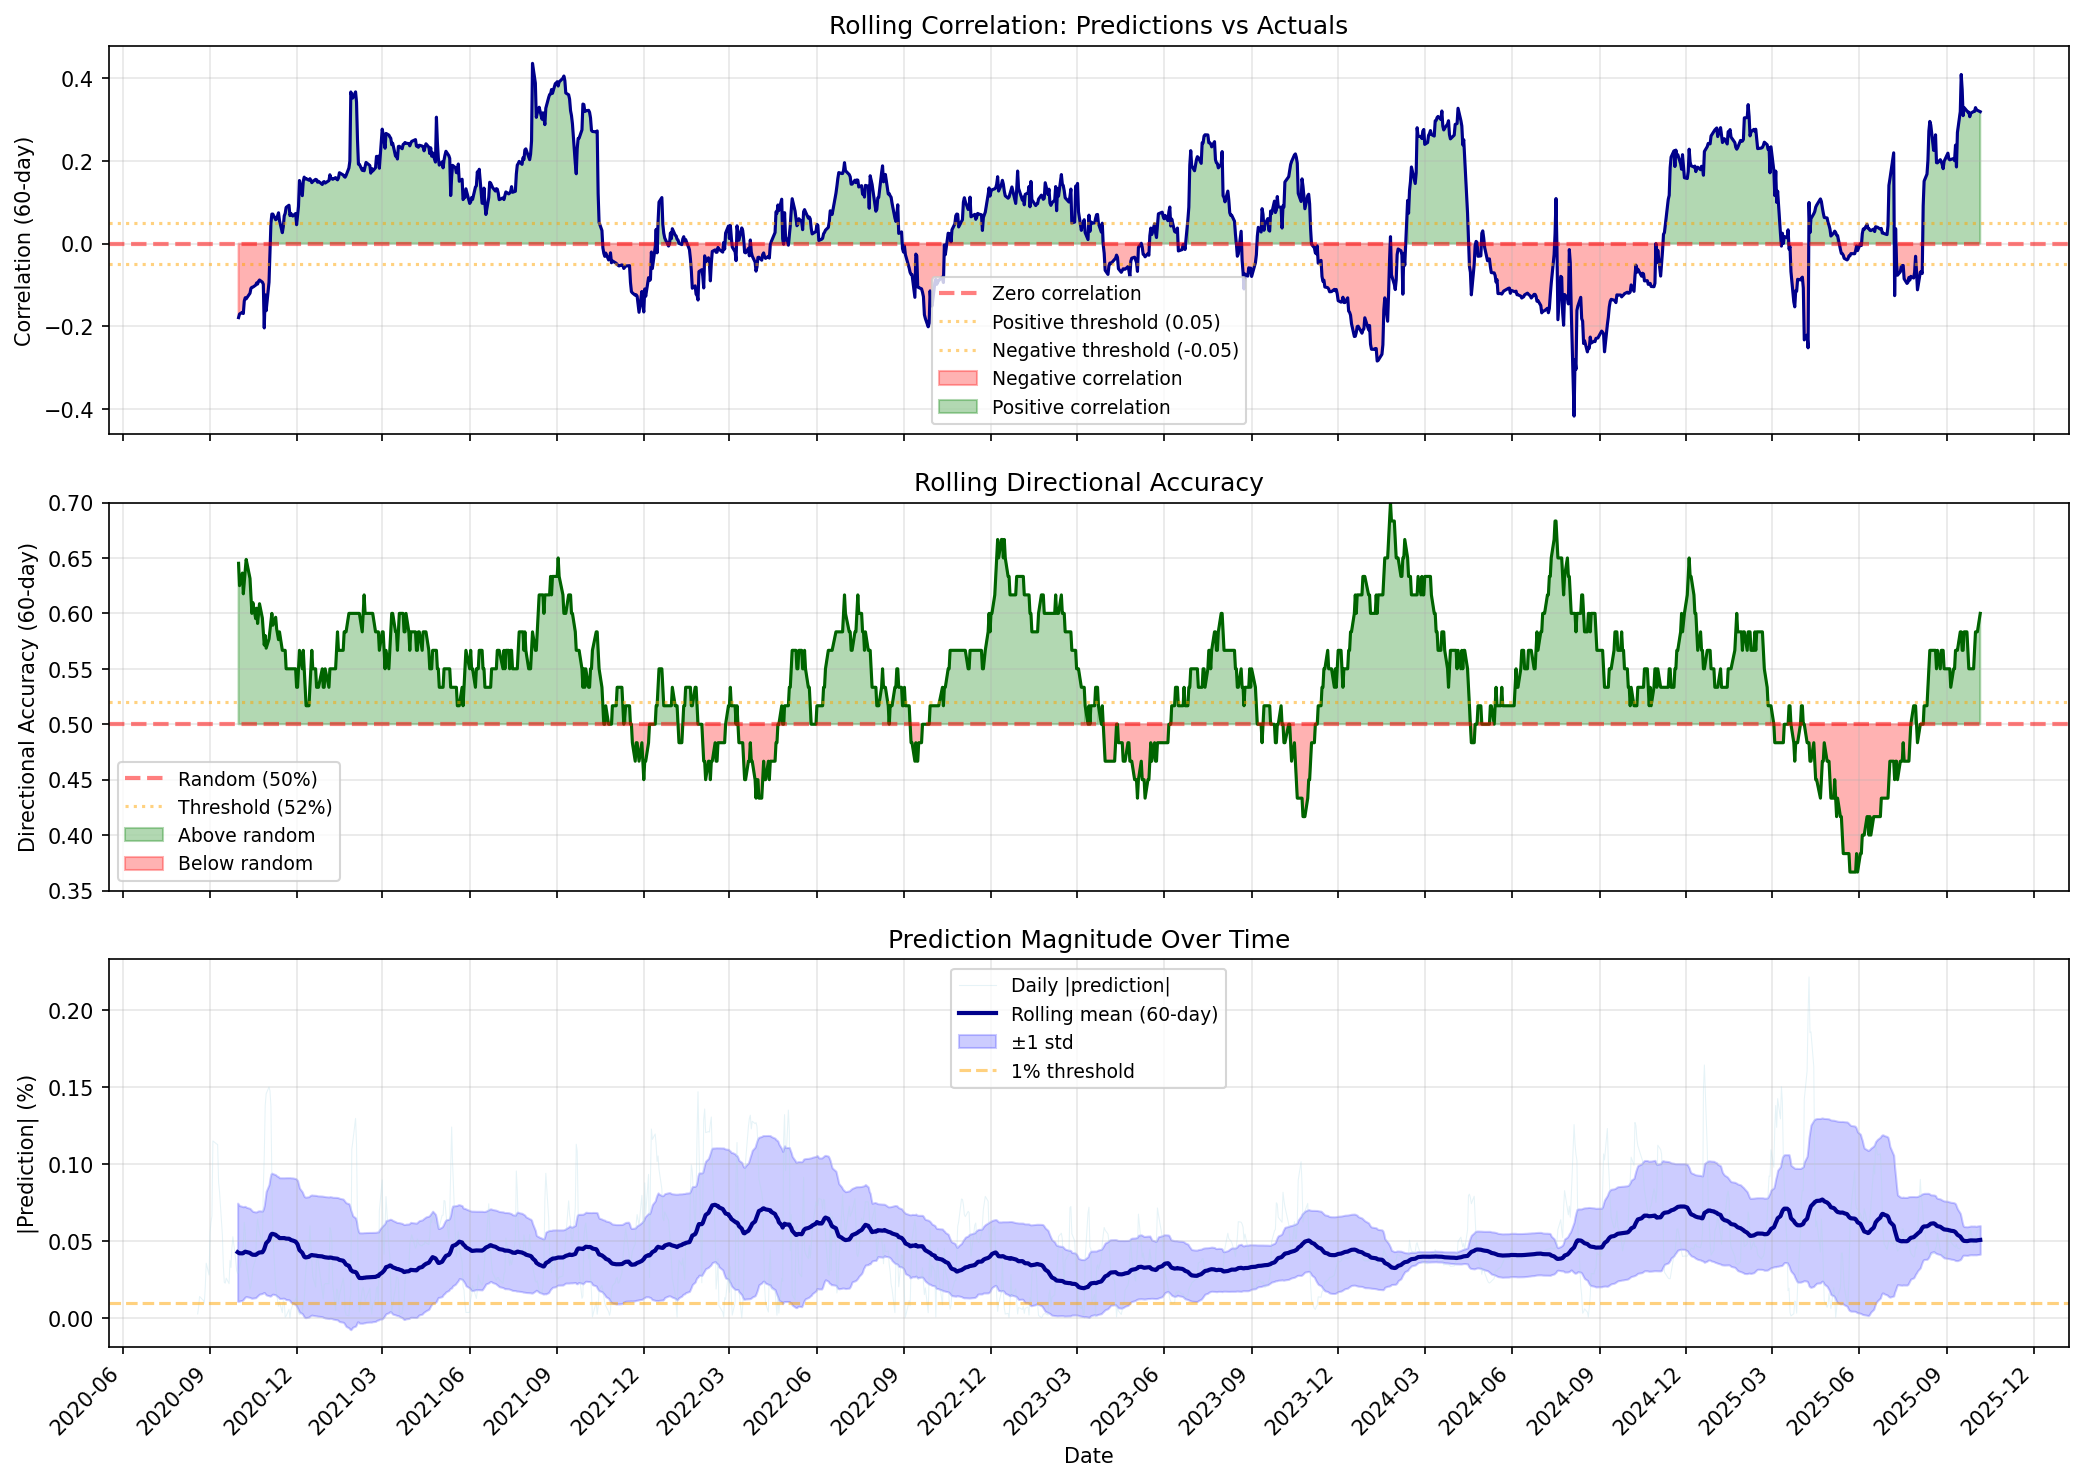 Rolling Correlation: Predictions vs Actuals
Correlation (60-day)
0.4
0.2
0.0
−0.2
−0.4
Zero correlation
Positive threshold (0.05)
Negative threshold (-0.05)
Negative correlation
Positive correlation
Rolling Directional Accuracy
Directional Accuracy (60-day)
0.70
0.65
0.60
0.55
0.50
0.45
0.40
0.35
Random (50%)
Threshold (52%)
Above random
Below random
Prediction Magnitude Over Time
|Prediction| (%)
0.20
0.15
0.10
0.05
0.00
Daily |prediction|
Rolling mean (60-day)
±1 std
1% threshold
2020-06
2020-09
2020-12
2021-03
2021-06
2021-09
2021-12
2022-03
2022-06
2022-09
2022-12
2023-03
2023-06
2023-09
2023-12
2024-03
2024-06
2024-09
2024-12
2025-03
2025-06
2025-09
2025-12
Date